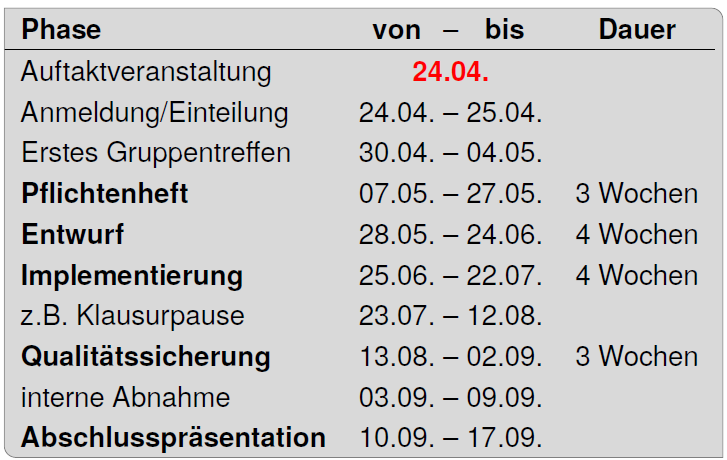 Phase von – bis Dauer
Auftaktveranstaltung 24.04.
Anmeldung/Einteilung 24.04. – 25.04.
Erstes Gruppentreffen 30.04. – 04.05.
Pflichtenheft 07.05. – 27.05. 3 Wochen
Entwurf 28.05. – 24.06. 4 Wochen
Implementierung 25.06. – 22.07. 4 Wochen
z.B. Klausurpause 23.07. – 12.08.
Qualitätssicherung 13.08. – 02.09. 3 Wochen
interne Abnahme 03.09. – 09.09.
Abschlusspräsentation 10.09. – 17.09.